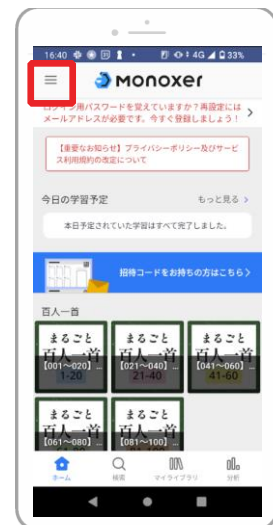 16:40 4G 33%
MONOXER
ログイン用パスワードを覚えていますか？再設定には
メールアドレスが必要です。今すぐ登録しましょう！
【重要なお知らせ】プライバシーポリシー及びサービ
ス利用規約の改定について
今日の学習予定 もっと見る >
本日予定されていた学習はすべて完了しました。
招待コードをお持ちの方はこちら>
百人一首
まるごと まるごと まるごと
百人一首 百人一首 百人一首
[001~020]... [021~040]... [041~060]...
1-20 21-40 41-60
まるごと まるごと
百人一首 百人一首
[061~080]... [081~100]...
ホーム 検索 マイライブラリ 分析